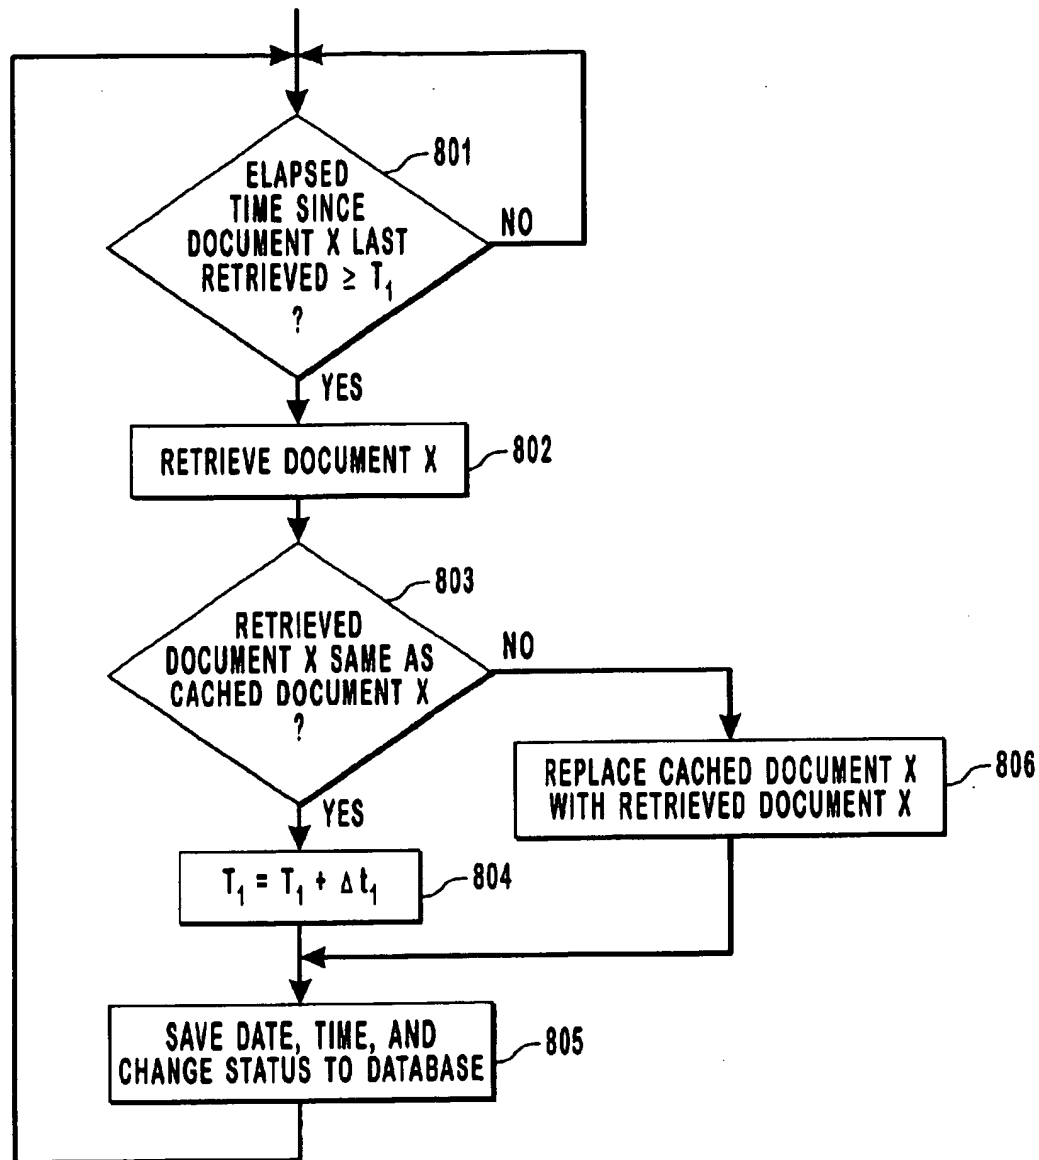 801
ELAPSED
TIME SINCE
DOCUMENT X LAST
RETRIEVED ≥ T₁
?
NO
YES
RETRIEVE DOCUMENT X
802
803
RETRIEVED
DOCUMENT X SAME AS
CACHED DOCUMENT X
?
NO
YES
REPLACE CACHED DOCUMENT X
WITH RETRIEVED DOCUMENT X
806
T₁ = T₁ + Δ t₁
804
SAVE DATE, TIME, AND
CHANGE STATUS TO DATABASE
805